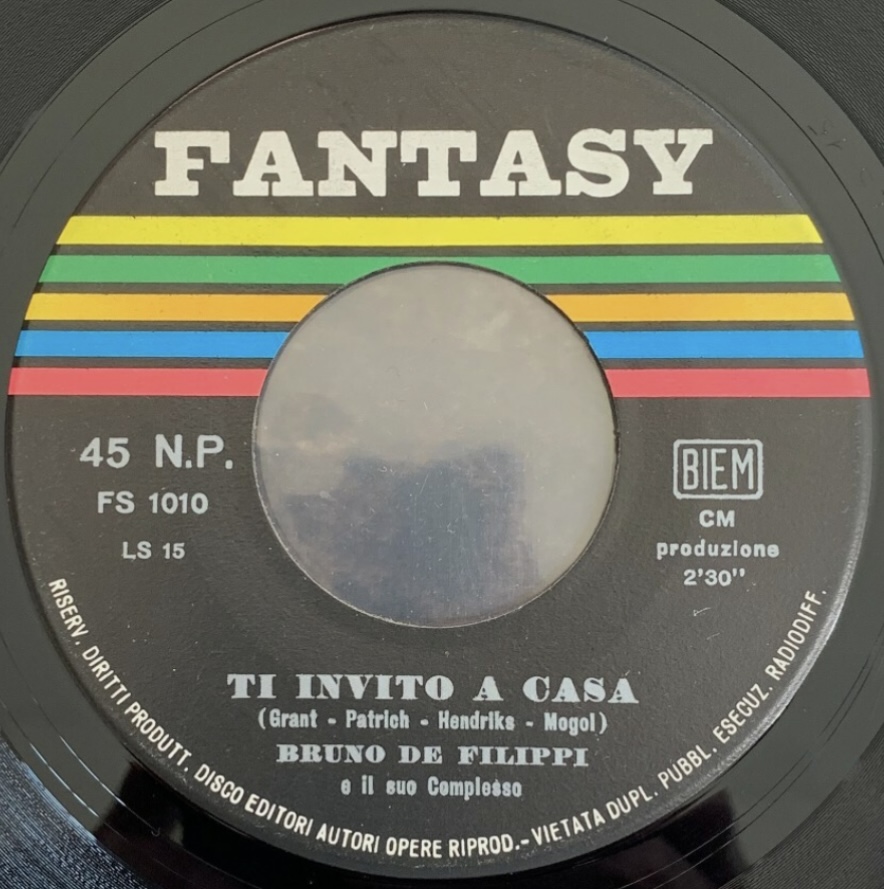 FANTASY
45 N.P.
FS 1010
LS 15
BIEM
CM
produzione
2'30"
TI INVITO A CASA
(Grant - Patrich - Hendriks - Mogol)
BRUNO DE FILIPPI
e il suo Complesso
RISERV. DIRITTI PRODUTT. DISCO EDITORI AUTORI OPERE RIPROD.-VIETATA DUPL. PUBBL. ESECUZ. RADIODIFF.